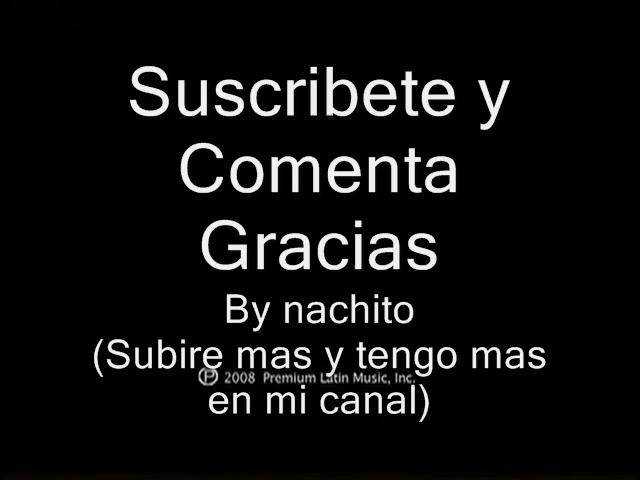 Suscribete y
Comenta
Gracias
By nachito
(Subire mas y tengo mas
℗ 2008 Premium Latin Music, Inc.
en mi canal)